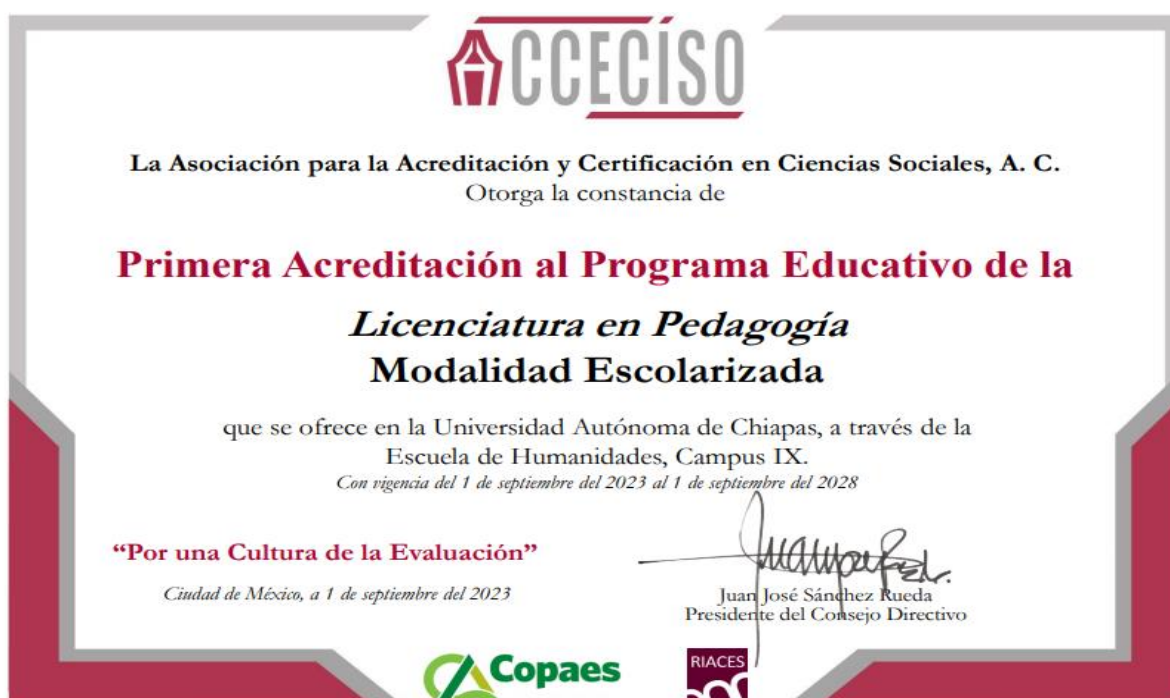 ACCECISO
La Asociación para la Acreditación y Certificación en Ciencias Sociales, A. C.
Otorga la constancia de
Primera Acreditación al Programa Educativo de la
Licenciatura en Pedagogía
Modalidad Escolarizada
que se ofrece en la Universidad Autónoma de Chiapas, a través de la
Escuela de Humanidades, Campus IX.
Con vigencia del 1 de septiembre del 2023 al 1 de septiembre del 2028
“Por una Cultura de la Evaluación”
Ciudad de México, a 1 de septiembre del 2023
Juan José Sánchez Rueda
Presidente del Consejo Directivo
Copaes
RIACES